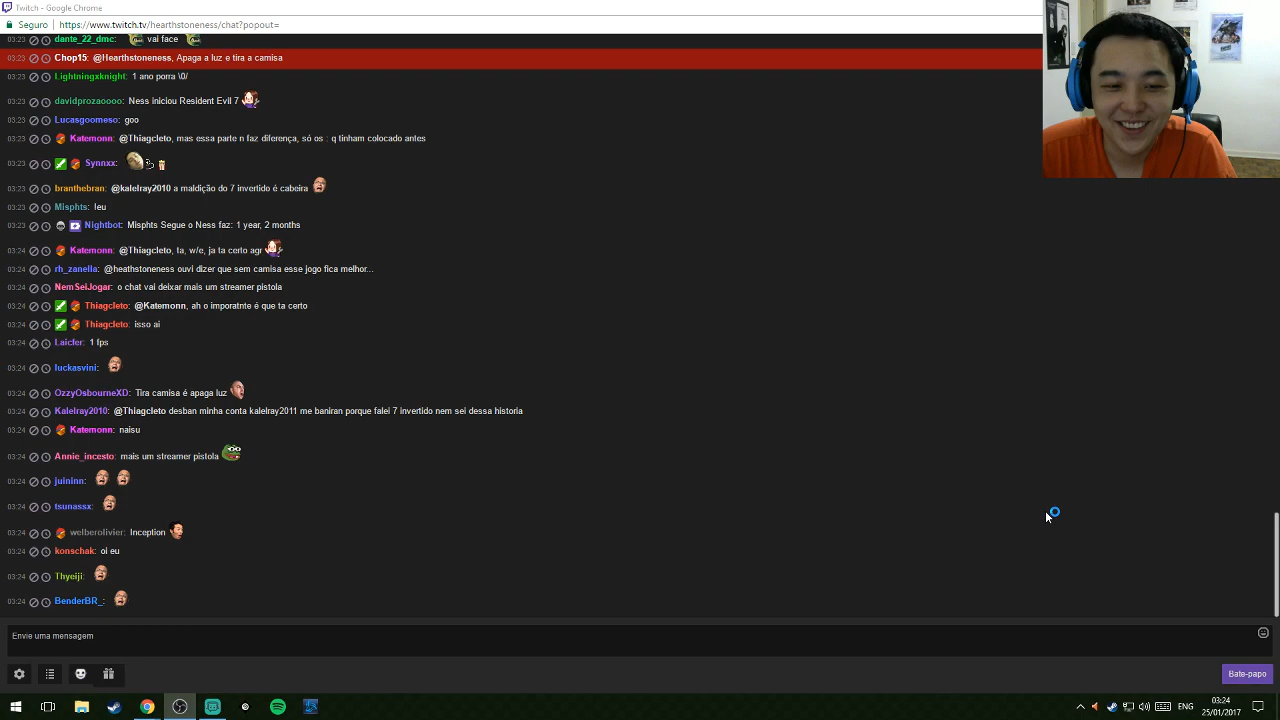 Twitch - Google Chrome
Seguro https://www.twitch.tv/hearthstoneness/chat?popout=
dante_22_dmc: vai face
03:23 Chop15: @Hearthstoneness, Apaga a luz e tira a camisa
03:23 Lightningxknight: 1 ano porra \0/
03:23 davidprozaoooo: Ness iniciou Resident Evil 7
03:23 Lucasgoomeso: goo
03:23 Katemonn: @Thiagcleto, mas essa parte n faz diferença, só os : q tinham colocado antes
03:23 Synnxx:
03:23 branthebran: @kalelray2010 a maldição do 7 invertido é cabeira
03:23 Misphts: !eu
03:23 Nightbot: Misphts Segue o Ness faz: 1 year, 2 months
03:24 Katemonn: @Thiagcleto, ta, w/e, ja ta certo agr
03:24 rh_zanella: @heathstoneness ouvi dizer que sem camisa esse jogo fica melhor...
03:24 NemSeiJogar: o chat vai deixar mais um streamer pistola
03:24 Thiagcleto: @Katemonn, ah o imporatnte é que ta certo
03:24 Thiagcleto: isso ai
03:24 Laicfer: 1 fps
03:24 luckasvini:
03:24 OzzyOsbourneXD: Tira camisa é apaga luz
03:24 Kalelray2010: @Thiagcleto desban minha conta kalelray2011 me baniran porque falei 7 invertido nem sei dessa historia
03:24 Katemonn: naisu
03:24 Annie_incesto: mais um streamer pistola
03:24 juininn:
03:24 tsunassx:
03:24 welberolivier: Inception
03:24 konschak: oi eu
03:24 Thyeiji:
03:24 BenderBR_:
Envie uma mensagem
Bate-papo
ENG
03:24
25/01/2017